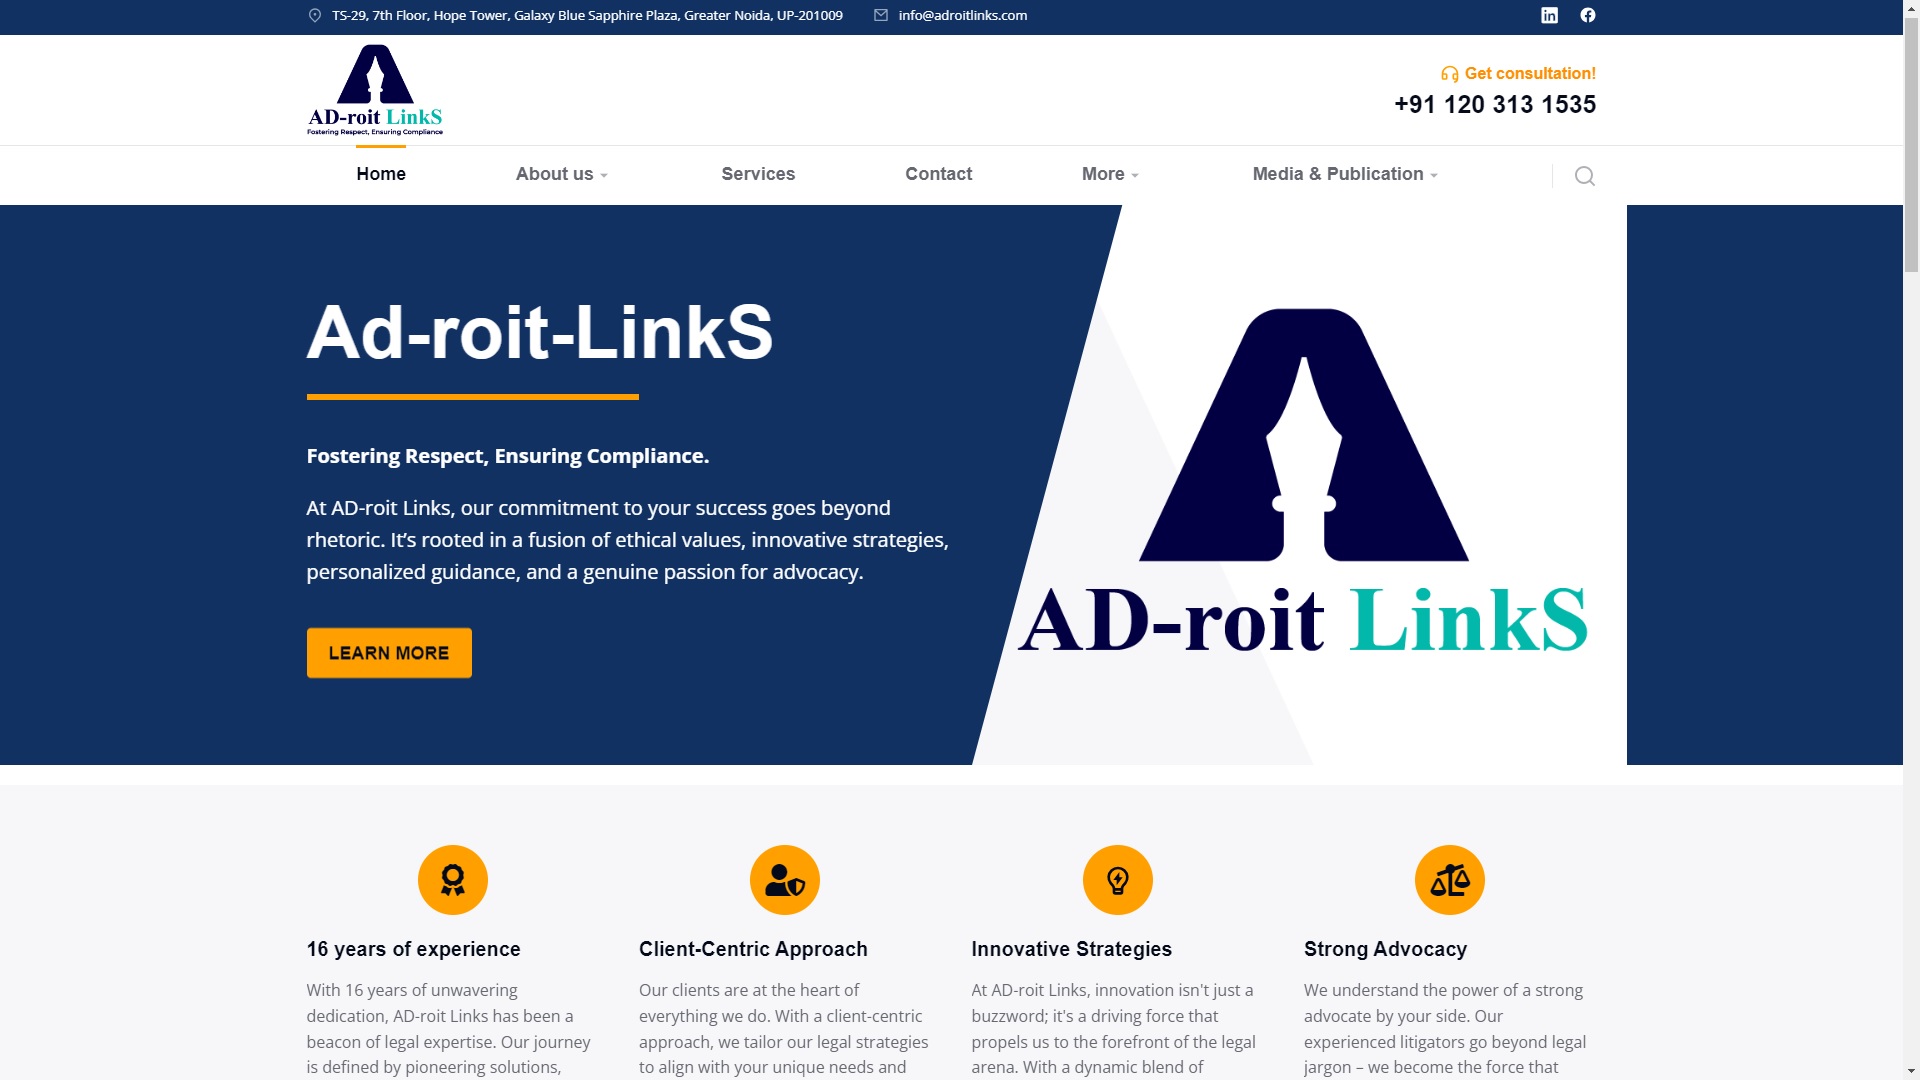 TS-29, 7th Floor, Hope Tower, Galaxy Blue Sapphire Plaza, Greater Noida, UP-201009
info@adroitlinks.com
AD-roit LinkS
Fostering Respect, Ensuring Compliance
Get consultation!
+91 120 313 1535
Home
About us
Services
Contact
More
Media & Publication
Ad-roit-LinkS
Fostering Respect, Ensuring Compliance.
At AD-roit Links, our commitment to your success goes beyond
rhetoric. It’s rooted in a fusion of ethical values, innovative strategies,
personalized guidance, and a genuine passion for advocacy.
LEARN MORE
AD-roit LinkS
16 years of experience
With 16 years of unwavering
dedication, AD-roit Links has been a
beacon of legal expertise. Our journey
is defined by pioneering solutions,
Client-Centric Approach
Our clients are at the heart of
everything we do. With a client-centric
approach, we tailor our legal strategies
to align with your unique needs and
Innovative Strategies
At AD-roit Links, innovation isn't just a
buzzword; it's a driving force that
propels us to the forefront of the legal
arena. With a dynamic blend of
Strong Advocacy
We understand the power of a strong
advocate by your side. Our
experienced litigators go beyond legal
jargon – we become the force that